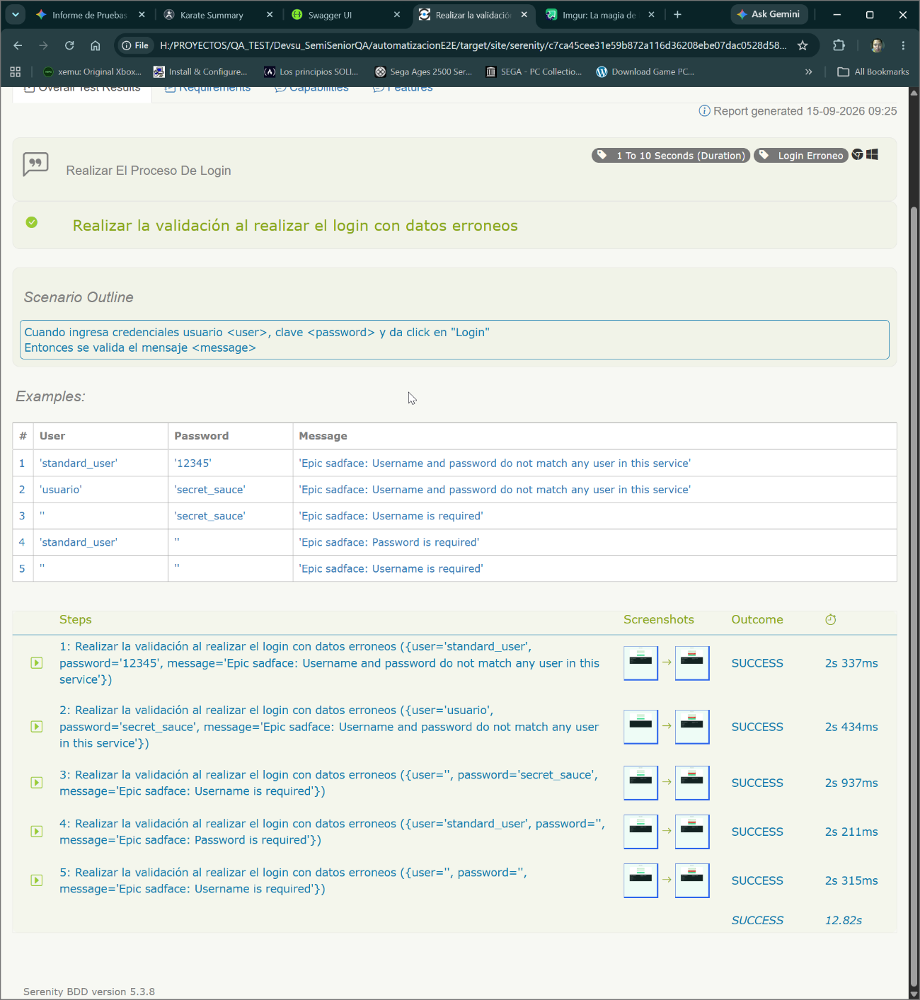 Informe de Pruebas
Karate Summary
Swagger UI
Realizar la validación
Imgur: La magia de
Ask Gemini
File
H:/PROYECTOS/QA_TEST/Devsu_SemiSeniorQA/automatizacionE2E/target/site/serenity/c7ca45cee31e59b872a116d36208ebe07dac0528d58...
xemu: Original Xbox...
Install & Configure...
Los principios SOLI...
Sega Ages 2500 Ser...
SEGA - PC Collectio...
Download Game PC...
»
All Bookmarks
Overall Test Results
Requirements
Capabilities
Features
Report generated 15-09-2026 09:25
Realizar El Proceso De Login
1 To 10 Seconds (Duration)
Login Erroneo
Realizar la validación al realizar el login con datos erroneos
Scenario Outline
Cuando ingresa credenciales usuario <user>, clave <password> y da click en "Login"
Entonces se valida el mensaje <message>
Examples:
# User Password Message
1 'standard_user' '12345' 'Epic sadface: Username and password do not match any user in this service'
2 'usuario' 'secret_sauce' 'Epic sadface: Username and password do not match any user in this service'
3 '' 'secret_sauce' 'Epic sadface: Username is required'
4 'standard_user' '' 'Epic sadface: Password is required'
5 '' '' 'Epic sadface: Username is required'
Steps Screenshots Outcome
1: Realizar la validación al realizar el login con datos erroneos ({user='standard_user',
password='12345', message='Epic sadface: Username and password do not match any user in this
service'})
SUCCESS 2s 337ms
2: Realizar la validación al realizar el login con datos erroneos ({user='usuario',
password='secret_sauce', message='Epic sadface: Username and password do not match any user
in this service'})
SUCCESS 2s 434ms
3: Realizar la validación al realizar el login con datos erroneos ({user='', password='secret_sauce',
message='Epic sadface: Username is required'})
SUCCESS 2s 937ms
4: Realizar la validación al realizar el login con datos erroneos ({user='standard_user', password='',
message='Epic sadface: Password is required'})
SUCCESS 2s 211ms
5: Realizar la validación al realizar el login con datos erroneos ({user='', password='',
message='Epic sadface: Username is required'})
SUCCESS 2s 315ms
SUCCESS 12.82s
Serenity BDD version 5.3.8